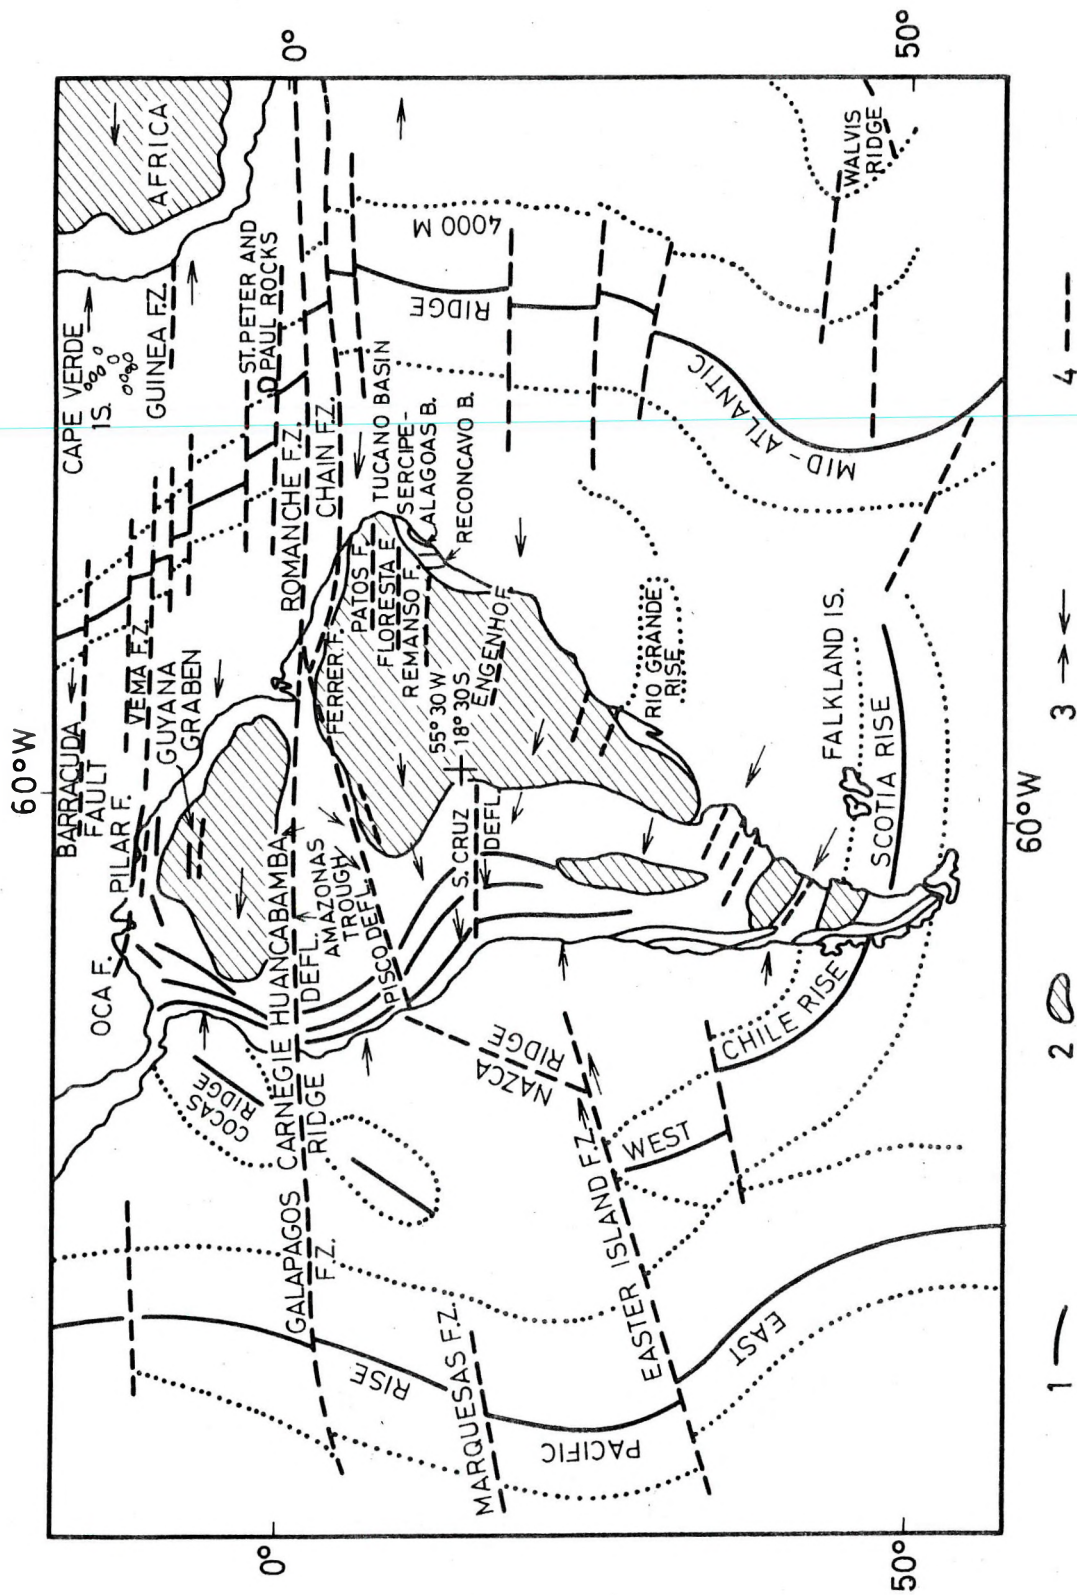 60°W
0°
50°
AFRICA
CAPE VERDE
IS.
GUINEA F.Z.
ST. PETER AND
PAUL ROCKS
4000 M
WALVIS
RIDGE
RIDGE
MID-ATLANTIC
ROMANCHE F.Z.
CHAIN F.Z.
TUCANO BASIN
SERCIPE-
ALAGOAS B.
RECONCAVO B.
BARRACUDA
FAULT
VEMA F.Z.
GUYANA
GRABEN
PILAR F.
OCA F.
FERRER. F.
PATOS F.
FLORESTA F.
REMANSO F.
55° 30 W
18° 30 S
ENGENHO F.
RIO GRANDE
RISE
FALKLAND IS.
SCOTIA RISE
AMAZONAS
TROUGH
PISCO DEFL.
S. CRUZ
DEFL.
HUANCABAMBA
DEFL.
CARNEGIE
RIDGE
COCAS
RIDGE
NAZCA
RIDGE
CHILE RISE
WEST
GALAPAGOS
F.Z.
EASTER ISLAND F.Z.
MARQUESAS F.Z.
EAST
PACIFIC
RISE
0°
50°
60°W
1
2
3
4